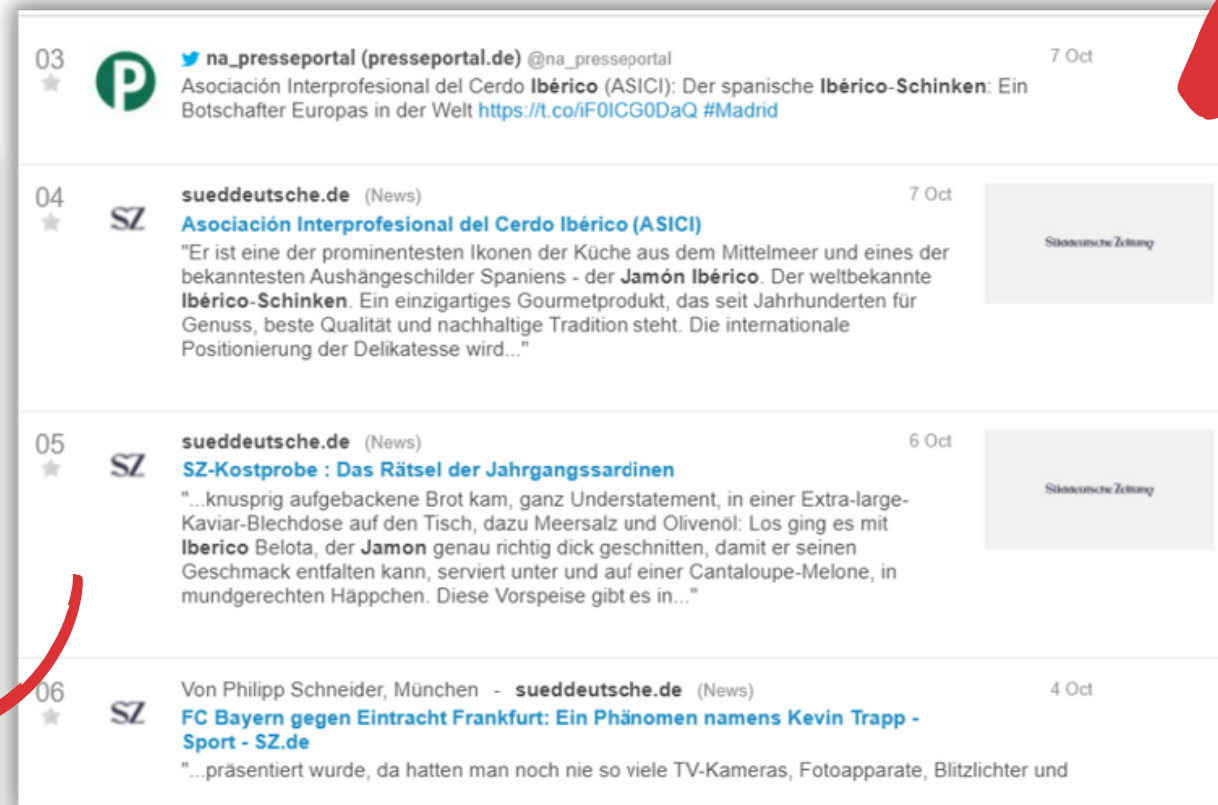 03
P
na_presseportal (presseportal.de) @na_presseportal
7 Oct
Asociación Interprofesional del Cerdo Ibérico (ASICI): Der spanische Ibérico-Schinken: Ein
Botschafter Europas in der Welt https://t.co/iF0ICG0DaQ #Madrid
04
SZ
sueddeutsche.de (News)
7 Oct
Asociación Interprofesional del Cerdo Ibérico (ASICI)
"Er ist eine der prominentesten Ikonen der Küche aus dem Mittelmeer und eines der
bekanntesten Aushängeschilder Spaniens - der Jamón Ibérico. Der weltbekannte
Ibérico-Schinken. Ein einzigartiges Gourmetprodukt, das seit Jahrhunderten für
Genuss, beste Qualität und nachhaltige Tradition steht. Die internationale
Positionierung der Delikatesse wird..."
Süddeutsche Zeitung
05
SZ
sueddeutsche.de (News)
6 Oct
SZ-Kostprobe : Das Rätsel der Jahrgangssardinen
"...knusprig aufgebackene Brot kam, ganz Understatement, in einer Extra-large-
Kaviar-Blechdose auf den Tisch, dazu Meersalz und Olivenöl: Los ging es mit
Iberico Belota, der Jamon genau richtig dick geschnitten, damit er seinen
Geschmack entfalten kann, serviert unter und auf einer Cantaloupe-Melone, in
mundgerechten Häppchen. Diese Vorspeise gibt es in..."
Süddeutsche Zeitung
06
SZ
Von Philipp Schneider, München - sueddeutsche.de (News)
4 Oct
FC Bayern gegen Eintracht Frankfurt: Ein Phänomen namens Kevin Trapp -
Sport - SZ.de
"...präsentiert wurde, da hatten man noch nie so viele TV-Kameras, Fotoapparate, Blitzlichter und